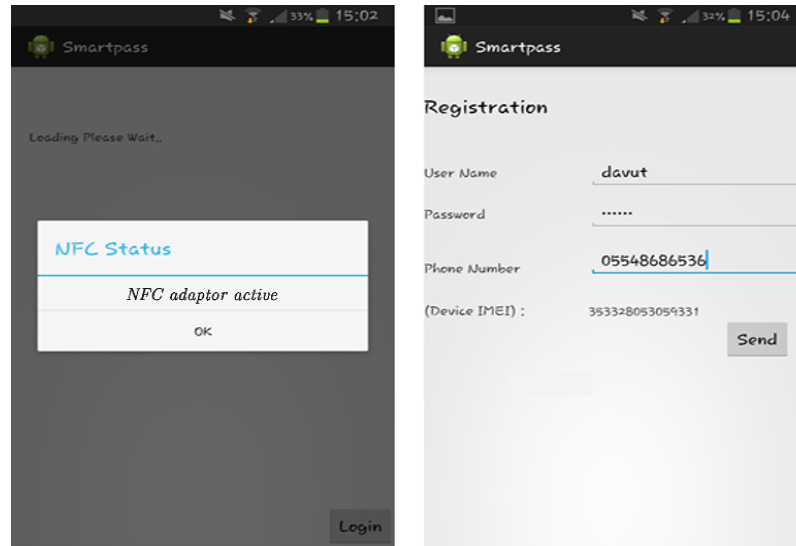 33% 15:02
Smartpass
Loading Please Wait...
NFC Status
NFC adaptor active
OK
Login
32% 15:04
Smartpass
Registration
User Name davut
Password ......
Phone Number 05548686536
(Device IMEI) : 353328053059331
Send